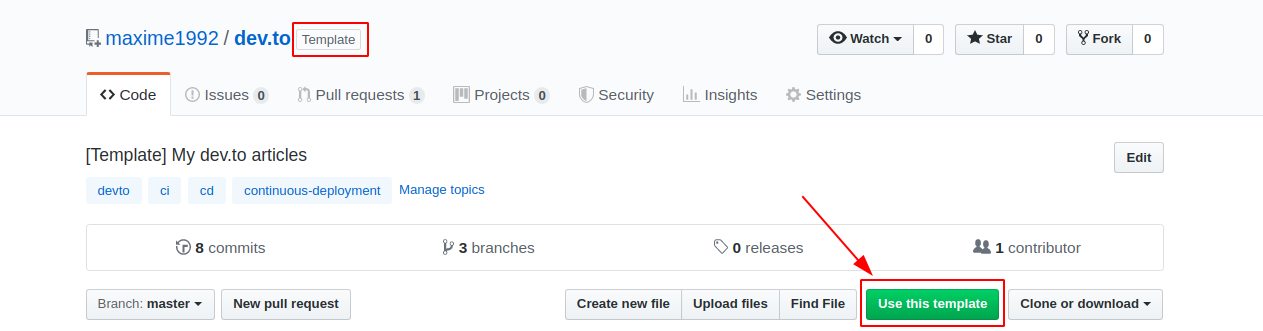 maxime1992 / dev.to Template Watch 0 Star 0 Fork 0
Code Issues 0 Pull requests 1 Projects 0 Security Insights Settings
[Template] My dev.to articles Edit
devto ci cd continuous-deployment Manage topics
8 commits 3 branches 0 releases 1 contributor
Branch: master New pull request Create new file Upload files Find File Use this template Clone or download